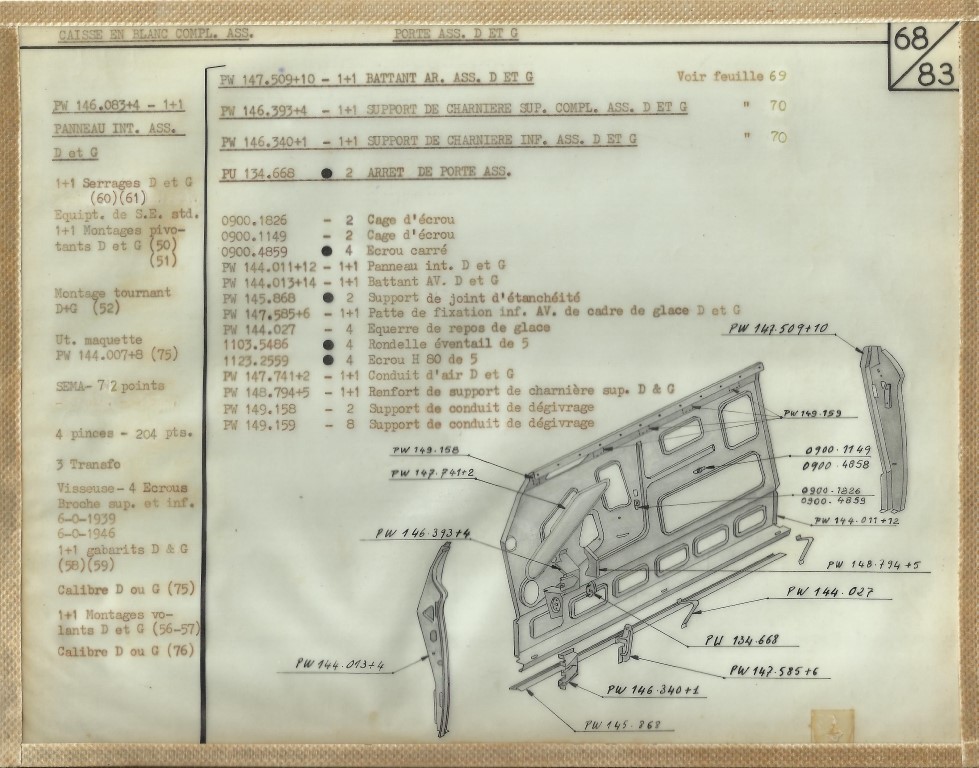 CAISSE EN BLANC COMPL. ASS.
PORTE ASS. D ET G
68/83
PW 146.083+4 - 1+1
PANNEAU INT. ASS.
D et G
1+1 Serrages D et G
(60)(61)
Equipt. de S.E. std.
1+1 Montages pivo-
tants D et G (50)
(51)
Montage tournant
D+G (52)
Ut. maquette
PW 144.007+8 (75)
SEMA- 72 points
4 pinces - 204 pts.
3 Transfo
Visseuse- 4 Ecrous
Broche sup. et inf.
6-0-1939
6-0-1946
1+1 gabarits D & G
(58)(59)
Calibre D ou G (75)
1+1 Montages vo-
lants D et G (56-57)
Calibre D ou G (76)
PW 147.509+10 - 1+1 BATTANT AR. ASS. D ET G Voir feuille 69
PW 146.393+4 - 1+1 SUPPORT DE CHARNIERE SUP. COMPL. ASS. D ET G " 70
PW 146.340+1 - 1+1 SUPPORT DE CHARNIERE INF. ASS. D ET G " 70
PU 134.668 ● 2 ARRET DE PORTE ASS.
0900.1826 - 2 Cage d'écrou
0900.1149 - 2 Cage d'écrou
0900.4859 ● 4 Ecrou carré
PW 144.011+12 - 1+1 Panneau int. D et G
PW 144.013+14 - 1+1 Battant AV. D et G
PW 145.868 ● 2 Support de joint d'étanchéité
PW 147.585+6 - 1+1 Patte de fixation inf. AV. de cadre de glace D et G
PW 144.027 - 4 Equerre de repos de glace
1103.5486 ● 4 Rondelle éventail de 5
1123.2559 ● 4 Ecrou H 80 de 5
PW 147.741+2 - 1+1 Conduit d'air D et G
PW 148.794+5 - 1+1 Renfort de support de charnière sup. D & G
PW 149.158 - 2 Support de conduit de dégivrage
PW 149.159 - 8 Support de conduit de dégivrage
PW 147.509+10
PW 149.159
PW 149.158
PW 147.741+2
0900.1149
0900.4858
0900.1826
0900.4859
PW 144.011+12
PW 146.393+4
PW 148.794+5
PW 144.027
PU 134.668
PW 144.013+4
PW 147.585+6
PW 146.340+1
PW 145.868